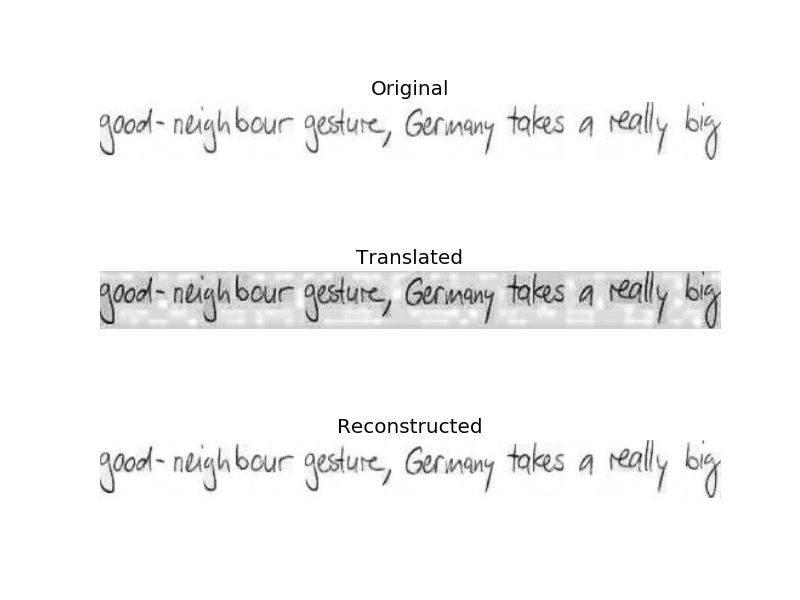 Original
good-neighbour gesture, Germany takes a really big
Translated
good-neighbour gesture, Germany takes a really big
Reconstructed
good-neighbour gesture, Germany takes a really big